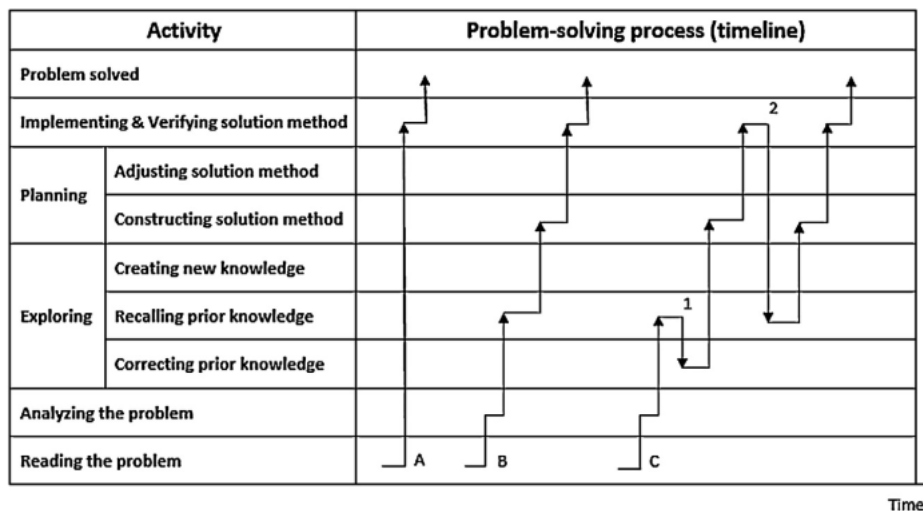 Activity
Problem-solving process (timeline)
Problem solved
Implementing & Verifying solution method
2
Planning
Adjusting solution method
Constructing solution method
Exploring
Creating new knowledge
Recalling prior knowledge
1
Correcting prior knowledge
Analyzing the problem
Reading the problem
A
B
C
Time